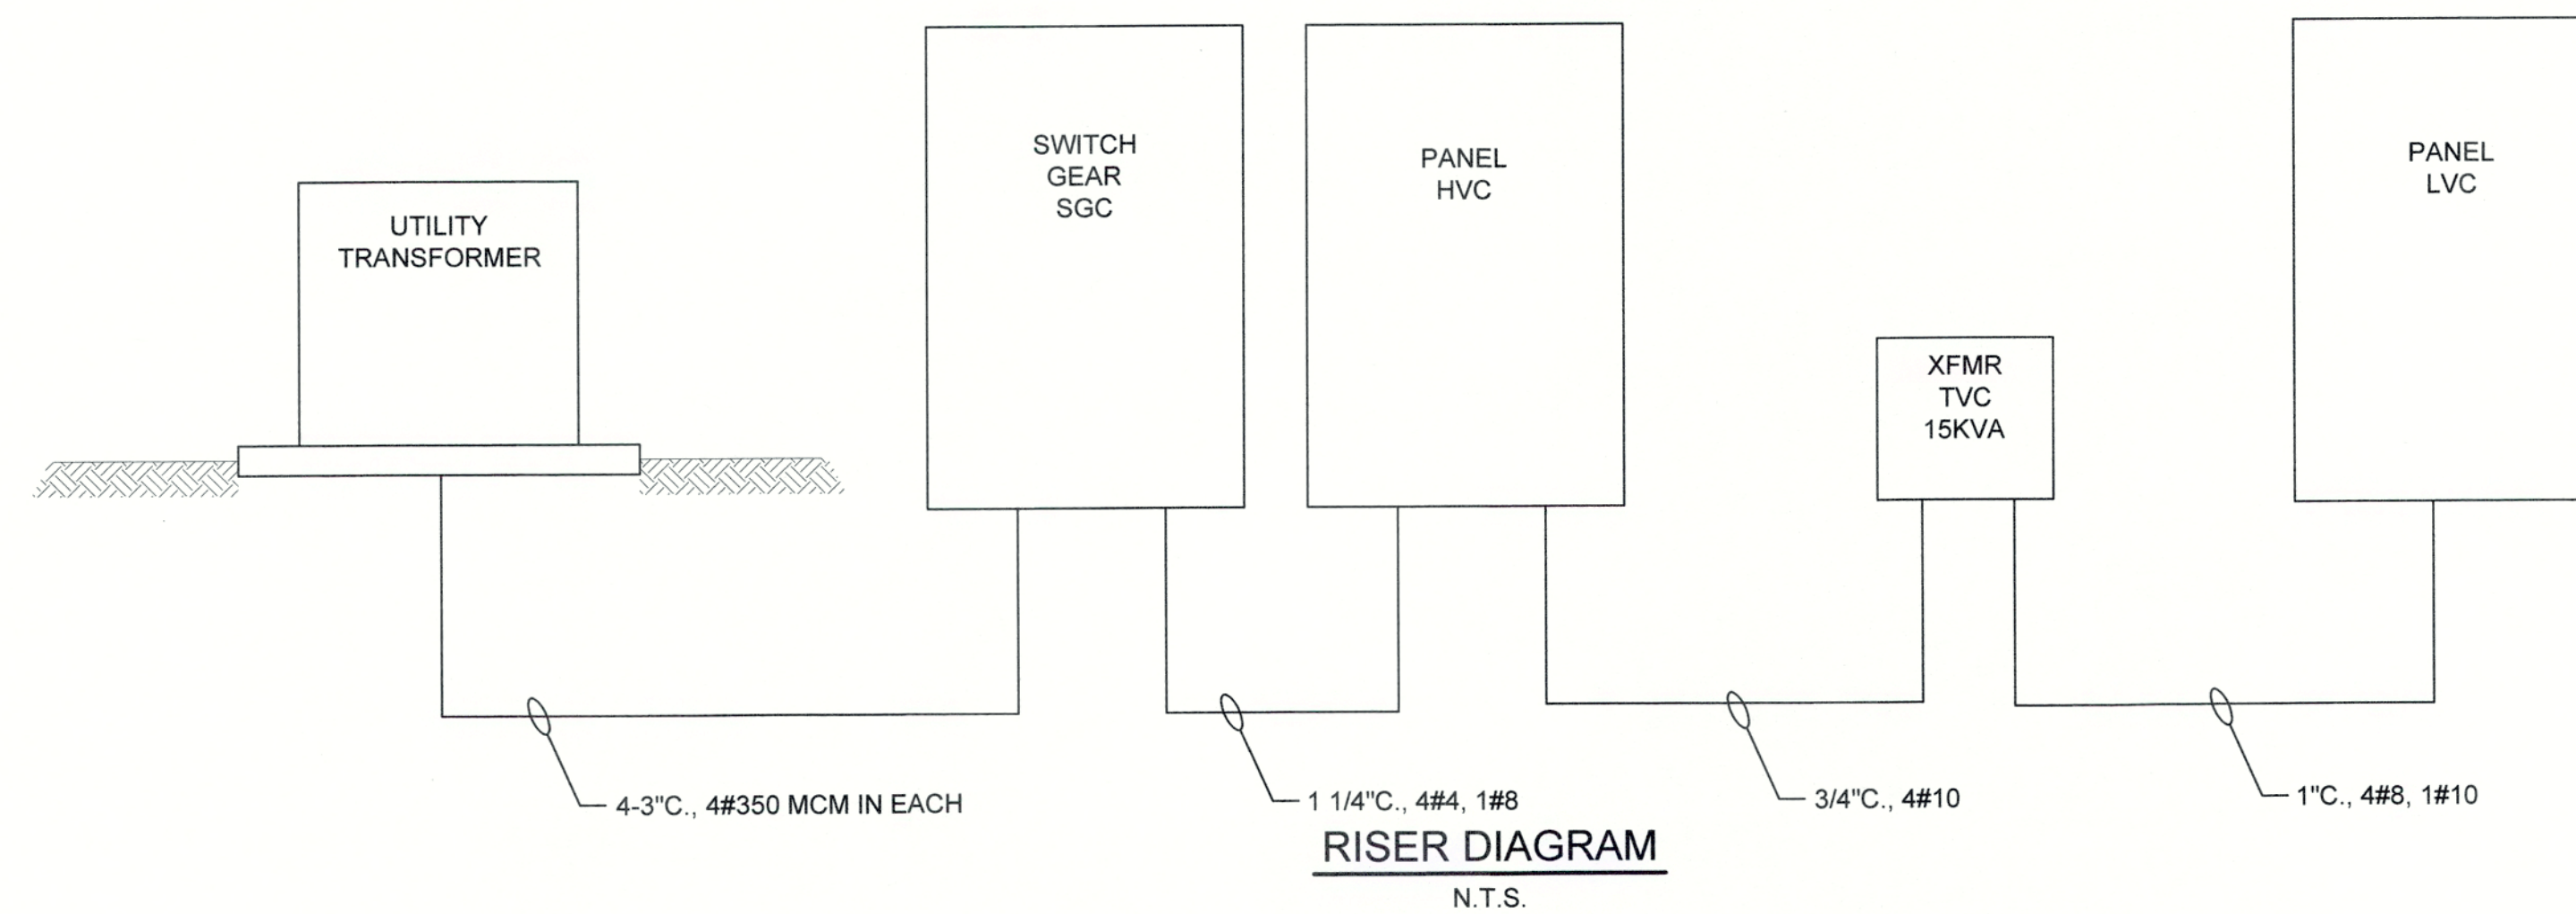 UTILITY
TRANSFORMER
SWITCH
GEAR
SGC
PANEL
HVC
XFMR
TVC
15KVA
PANEL
LVC
4-3"C., 4#350 MCM IN EACH
1 1/4"C., 4#4, 1#8
3/4"C., 4#10
1"C., 4#8, 1#10
RISER DIAGRAM
N.T.S.